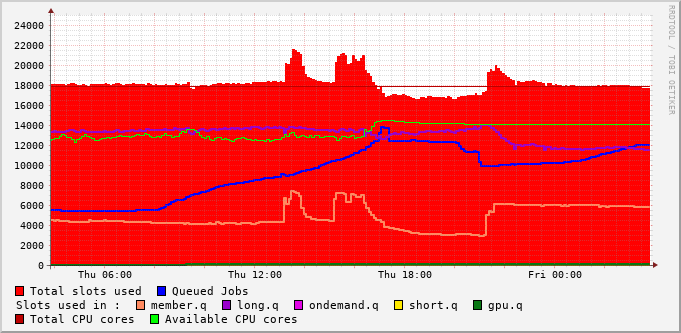 RRDTOOL / TOBI OETIKER
24000
22000
20000
18000
16000
14000
12000
10000
8000
6000
4000
2000
0
Thu 06:00 Thu 12:00 Thu 18:00 Fri 00:00
Total slots used Queued Jobs
Slots used in : member.q long.q ondemand.q short.q gpu.q
Total CPU cores Available CPU cores